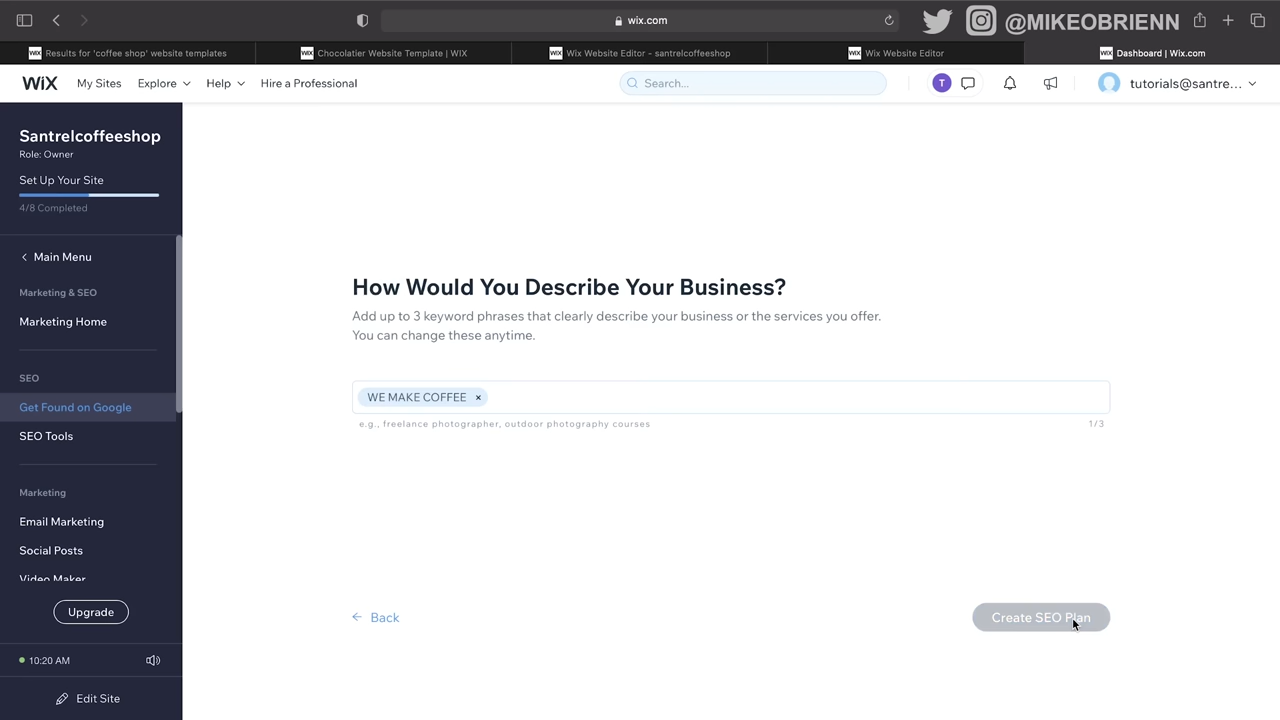 wix.com
@MIKEOBRIENN
WIX Results for 'coffee shop' website templates
WIX Chocolatier Website Template | WIX
WIX Wix Website Editor - santrelcoffeeshop
WIX Wix Website Editor
WIX Dashboard | Wix.com
WiX
My Sites
Explore
Help
Hire a Professional
Search...
T
tutorials@santre...
Santrelcoffeeshop
Role: Owner
Set Up Your Site
4/8 Completed
Main Menu
Marketing & SEO
Marketing Home
SEO
Get Found on Google
SEO Tools
Marketing
Email Marketing
Social Posts
Video Maker
Upgrade
10:20 AM
Edit Site
How Would You Describe Your Business?
Add up to 3 keyword phrases that clearly describe your business or the services you offer.
You can change these anytime.
WE MAKE COFFEE ×
e.g., freelance photographer, outdoor photography courses
1/3
Back
Create SEO Plan